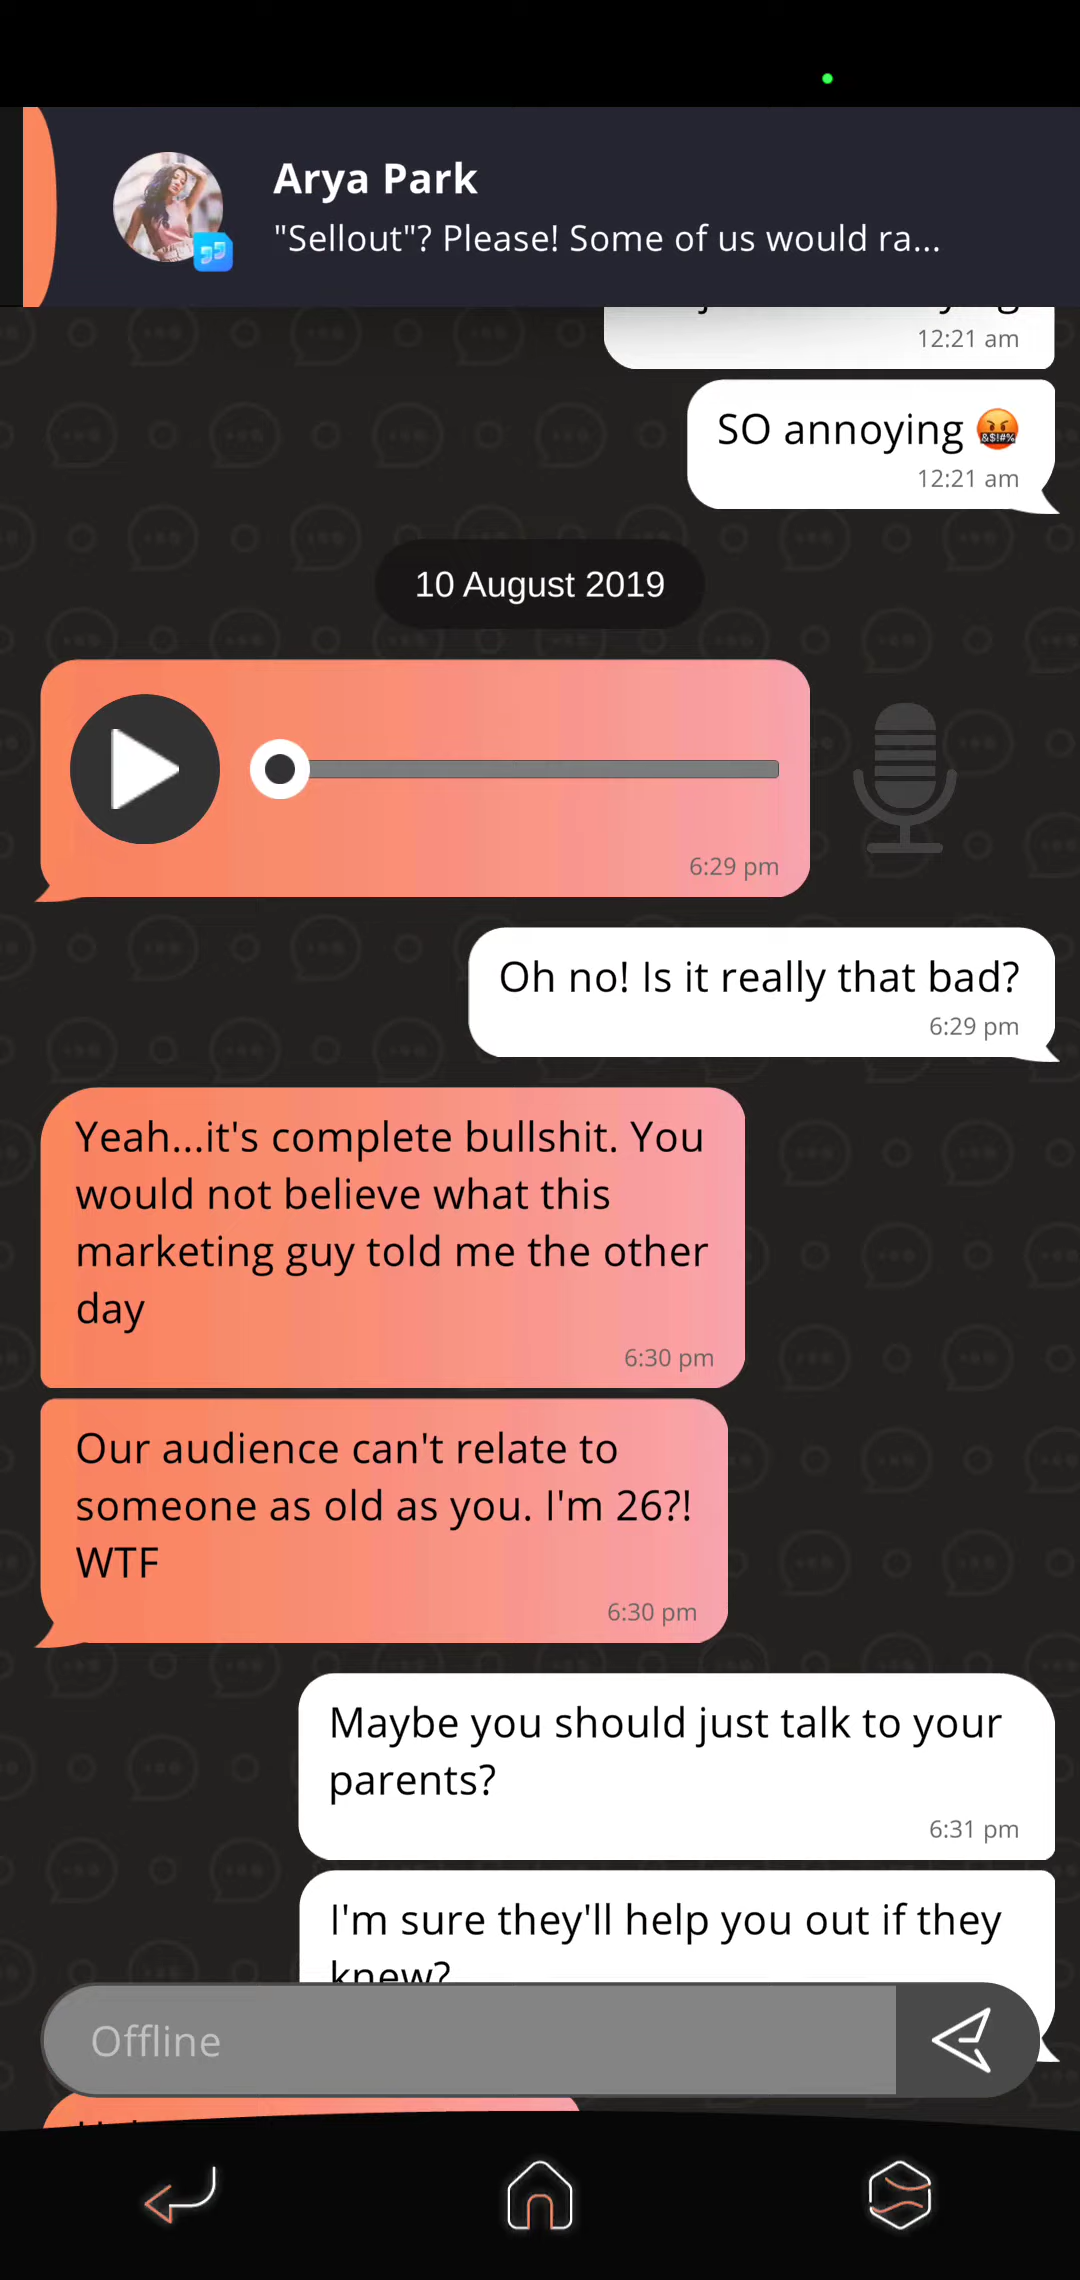 Arya Park
"Sellout"? Please! Some of us would ra...
12:21 am
SO annoying 🤬
12:21 am
10 August 2019
6:29 pm
Oh no! Is it really that bad?
6:29 pm
Yeah...it's complete bullshit. You
would not believe what this
marketing guy told me the other
day
6:30 pm
Our audience can't relate to
someone as old as you. I'm 26?!
WTF
6:30 pm
Maybe you should just talk to your
parents?
6:31 pm
I'm sure they'll help you out if they
knew?
Offline